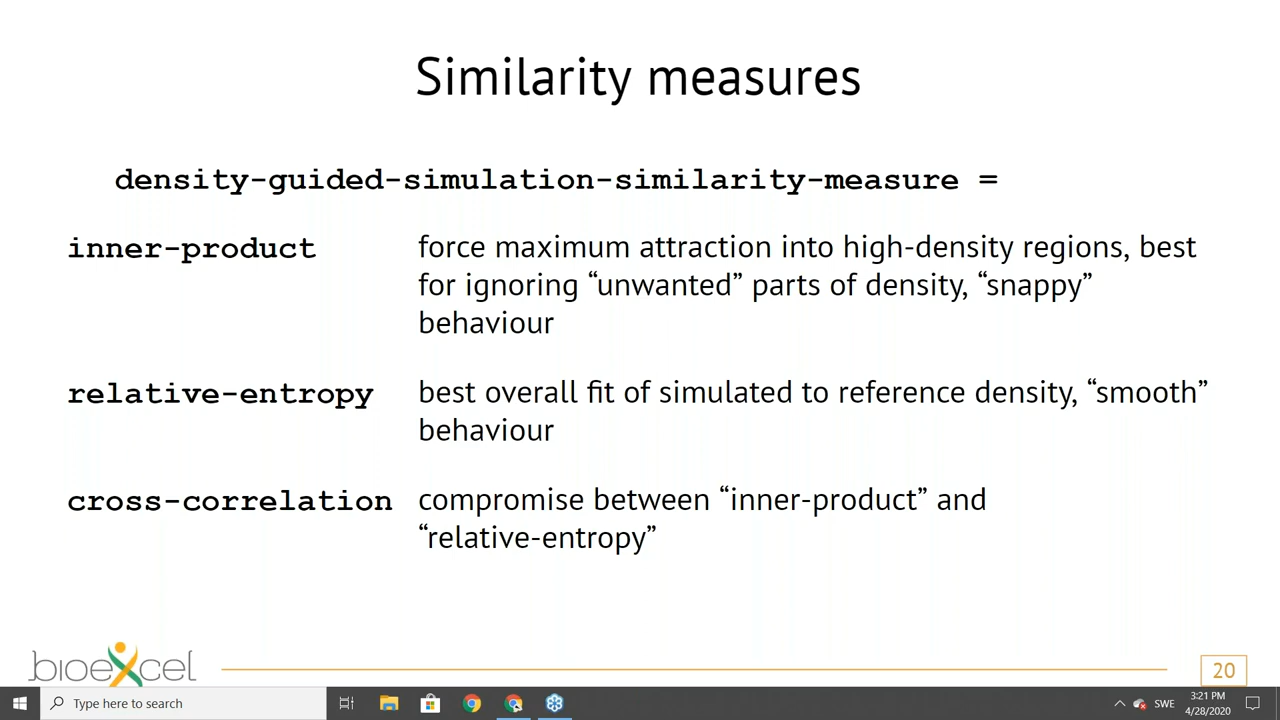 Similarity measures
density-guided-simulation-similarity-measure =
inner-product
force maximum attraction into high-density regions, best
for ignoring “unwanted” parts of density, “snappy”
behaviour
relative-entropy
best overall fit of simulated to reference density, “smooth”
behaviour
cross-correlation
compromise between “inner-product” and
“relative-entropy”
bioexcel
20
Type here to search
SWE
3:21 PM
4/28/2020